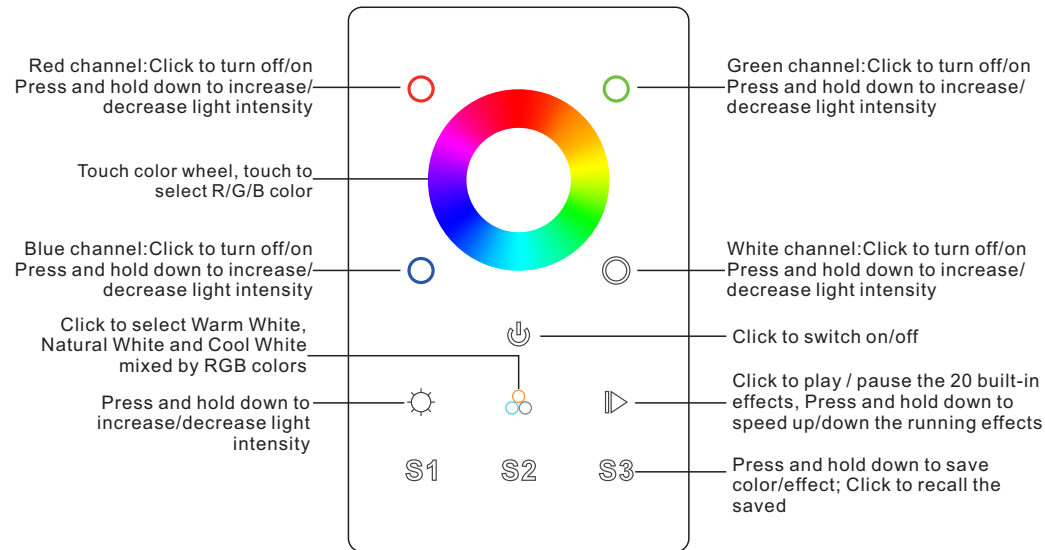 Red channel:Click to turn off/on
Press and hold down to increase/
decrease light intensity
Green channel:Click to turn off/on
Press and hold down to increase/
decrease light intensity
Touch color wheel, touch to
select R/G/B color
Blue channel:Click to turn off/on
Press and hold down to increase/
decrease light intensity
White channel:Click to turn off/on
Press and hold down to increase/
decrease light intensity
Click to select Warm White,
Natural White and Cool White
mixed by RGB colors
Click to switch on/off
Press and hold down to
increase/decrease light
intensity
Click to play / pause the 20 built-in
effects, Press and hold down to
speed up/down the running effects
S1 S2 S3
Press and hold down to save
color/effect; Click to recall the
saved